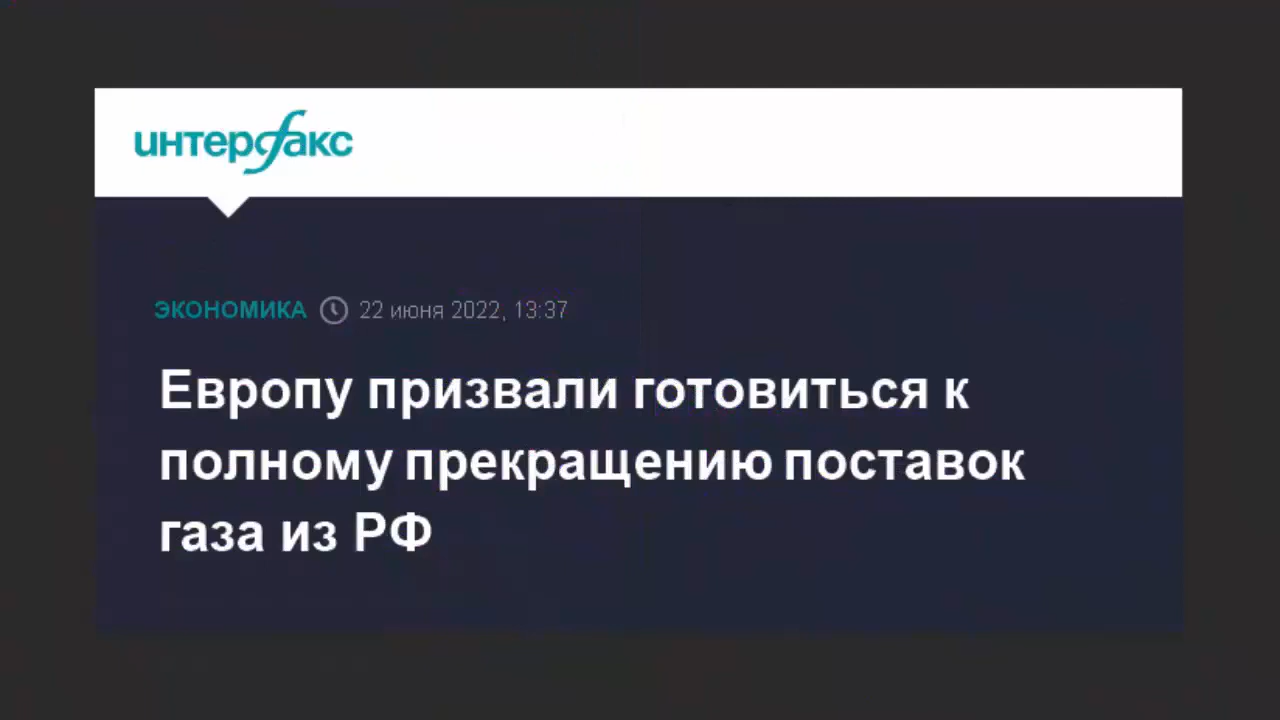 интерфакс
ЭКОНОМИКА 22 июня 2022, 13:37
Европу призвали готовиться к
полному прекращению поставок
газа из РФ